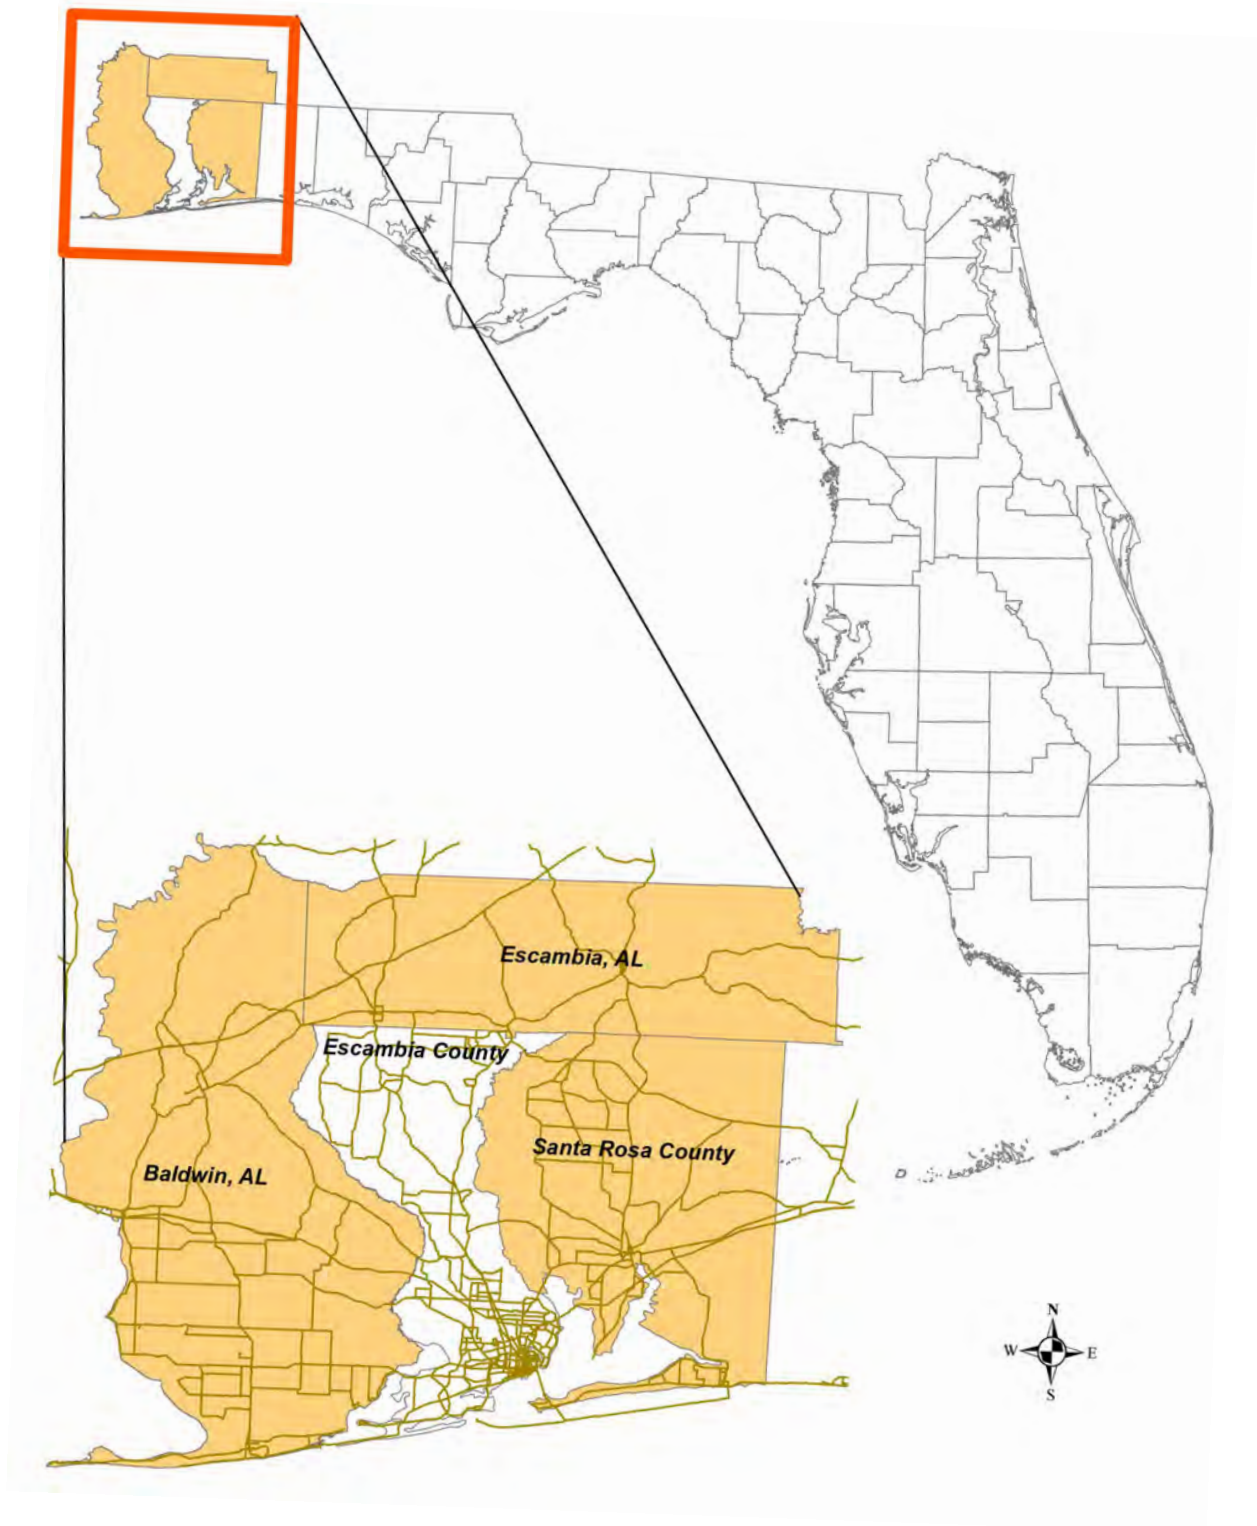 Escambia, AL
Escambia County
Santa Rosa County
Baldwin, AL
N
W E
S